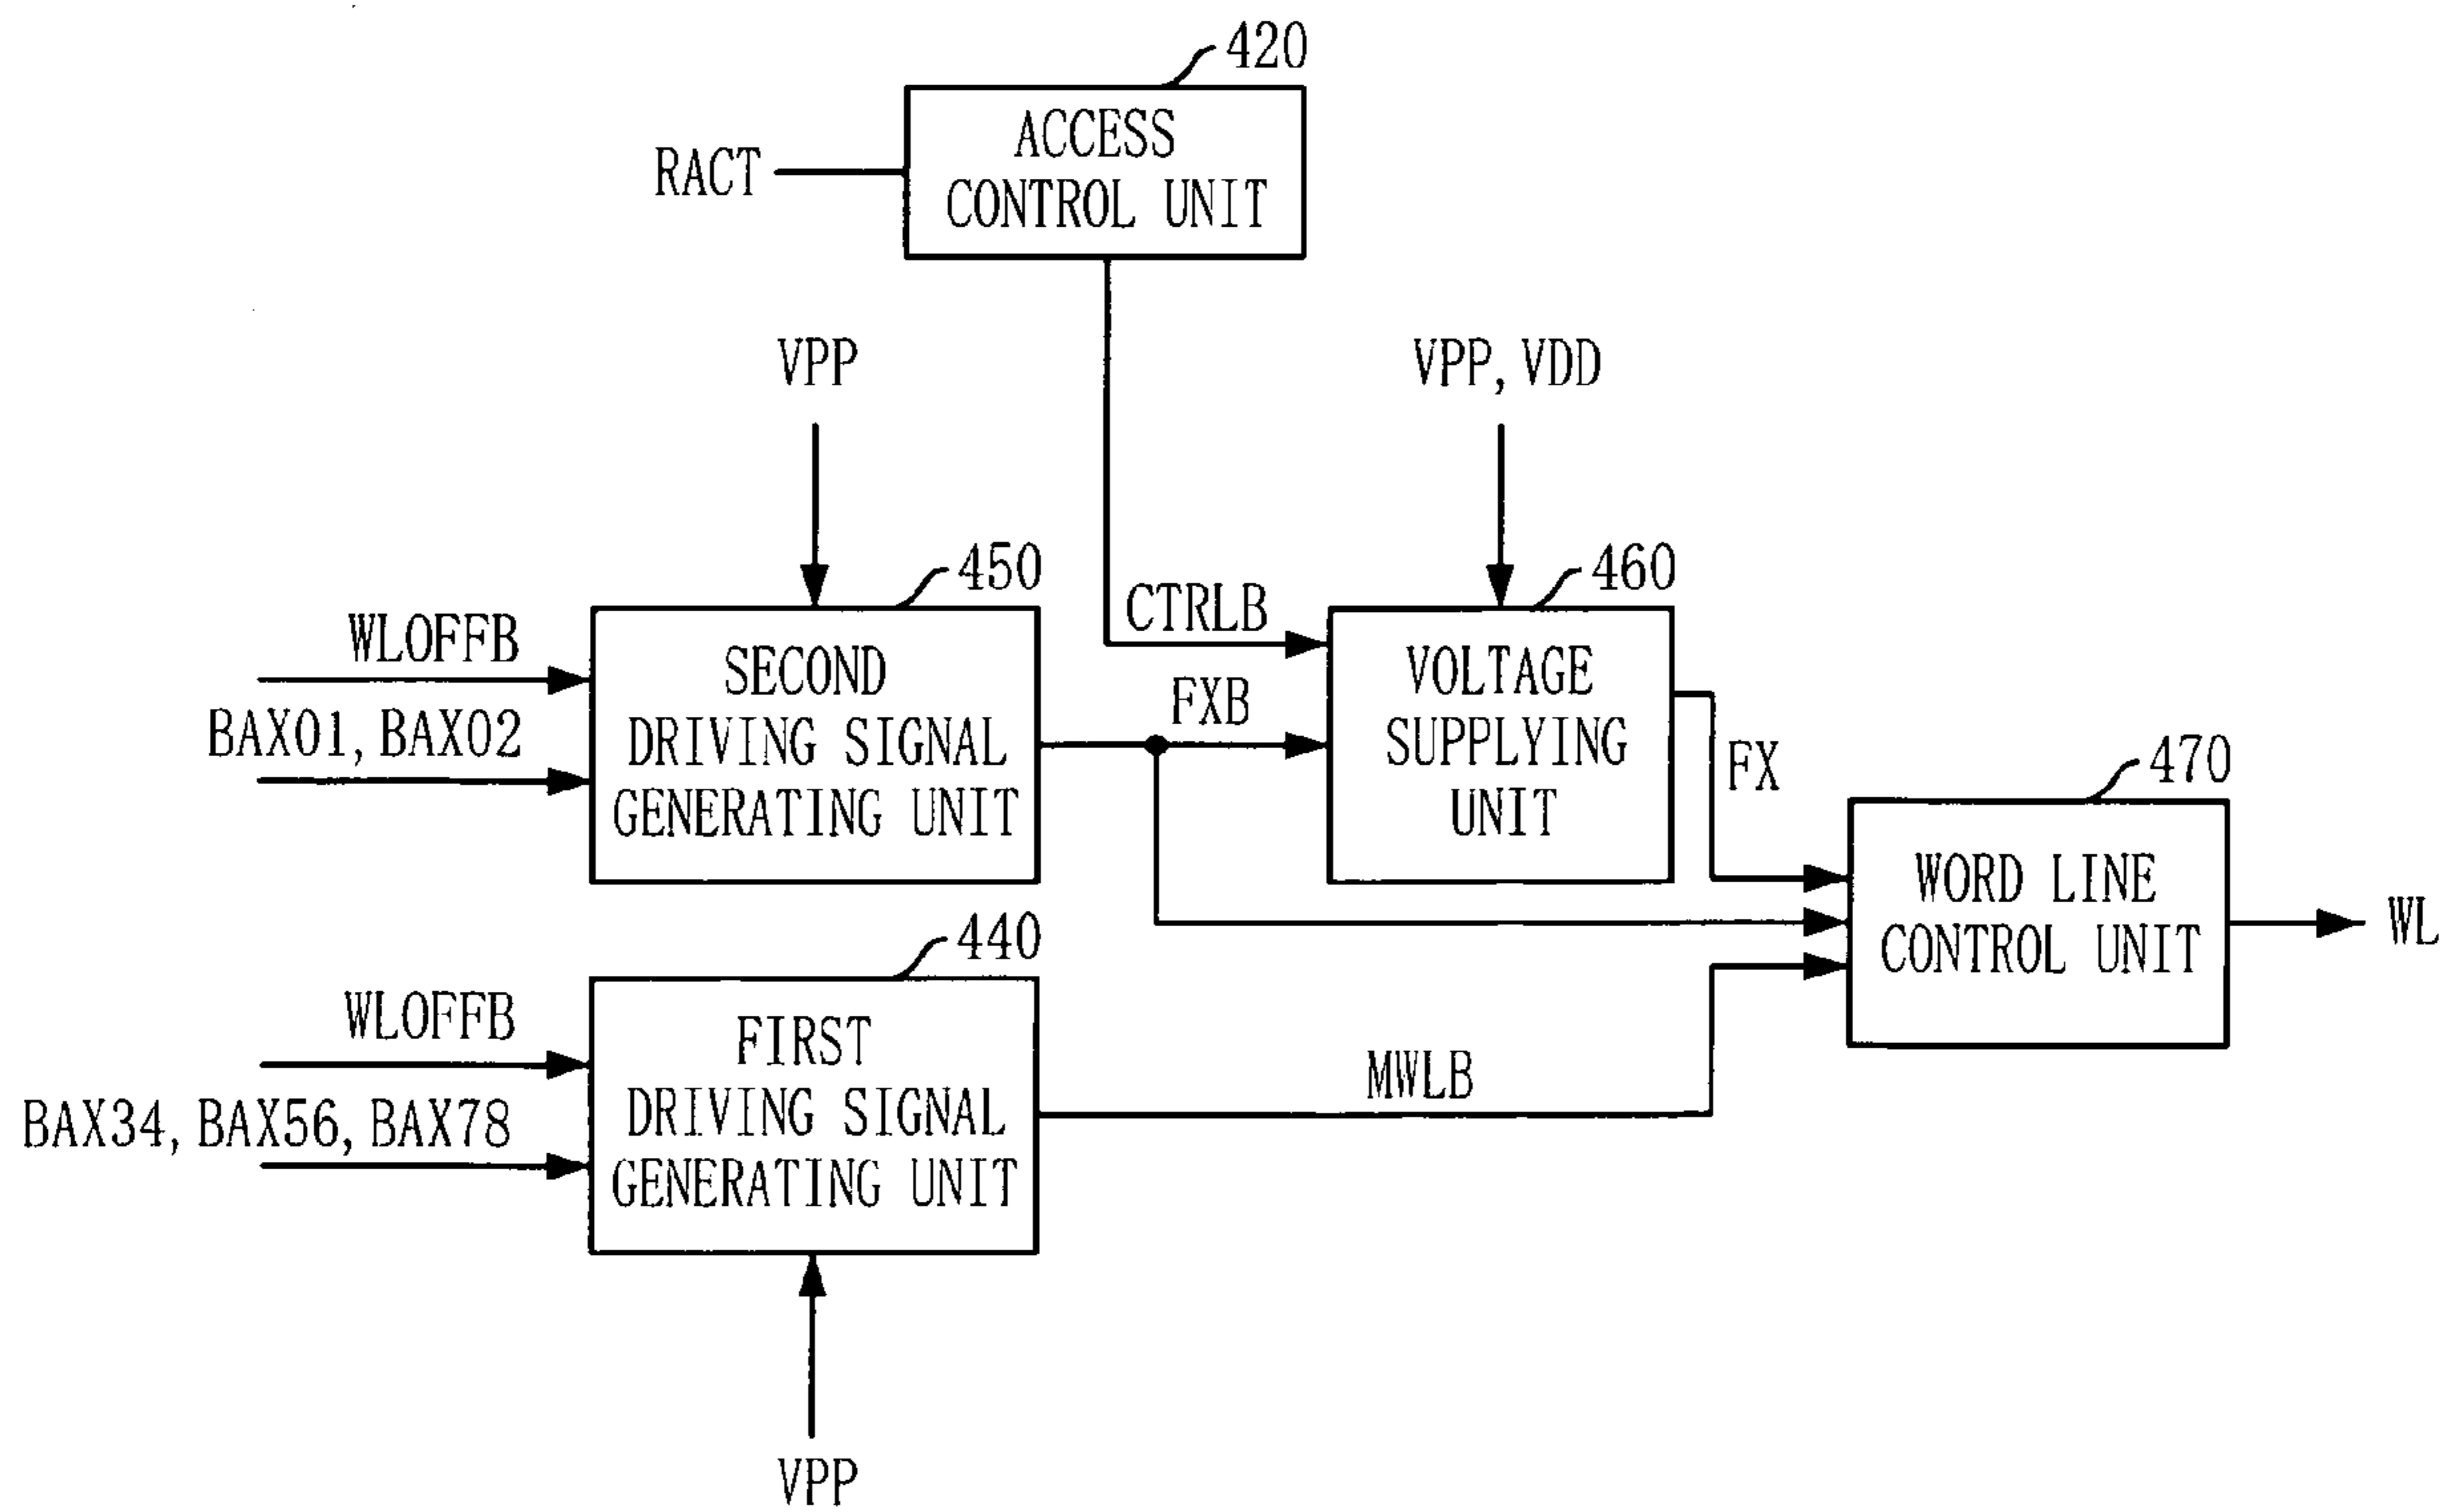 420
ACCESS
CONTROL UNIT
RACT
VPP
VPP, VDD
450
460
CTRLB
WLOFFB
BAX01, BAX02
SECOND
DRIVING SIGNAL
GENERATING UNIT
FXB
VOLTAGE
SUPPLYING
UNIT
FX
470
WORD LINE
CONTROL UNIT
WL
440
WLOFFB
BAX34, BAX56, BAX78
FIRST
DRIVING SIGNAL
GENERATING UNIT
MWLB
VPP